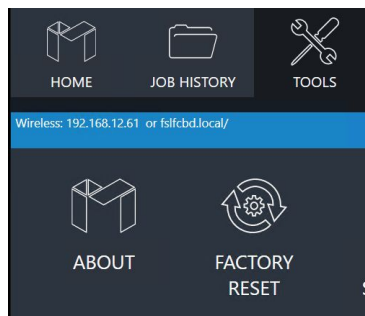 HOME JOB HISTORY TOOLS
Wireless: 192.168.12.61 or fslfcbd.local/
ABOUT FACTORY
RESET